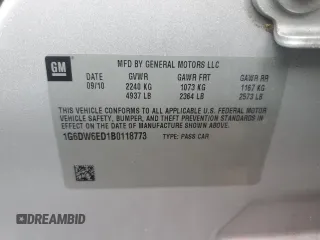 GM
MFD BY GENERAL MOTORS LLC
DATE GVWR GAWR FRT GAWR RR
09/10 2240 KG 1073 KG 1167 KG
4937 LB 2364 LB 2573 LB
THIS VEHICLE CONFORMS TO ALL APPLICABLE U.S. FEDERAL MOTOR
VEHICLE SAFETY, BUMPER, AND THEFT PREVENTION STANDARDS
IN EFFECT ON THE DATE OF MANUFACTURE SHOWN ABOVE.
1G6DW6ED1B0118773 TYPE: PASS CAR
DREAMBID